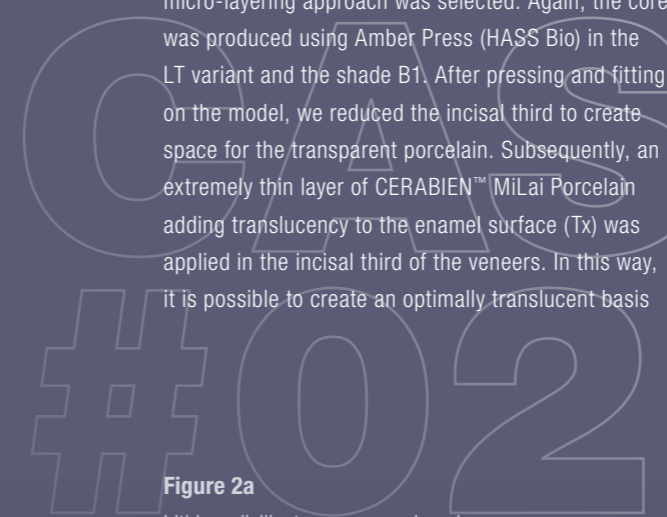 micro-layering approach was selected. Again, the core
was produced using Amber Press (HASS Bio) in the
LT variant and the shade B1. After pressing and fitting
on the model, we reduced the incisal third to create
space for the transparent porcelain. Subsequently, an
extremely thin layer of CERABIEN™ MiLai Porcelain
adding translucency to the enamel surface (Tx) was
applied in the incisal third of the veneers. In this way,
it is possible to create an optimally translucent basis
CAS
#02
Figure 2a